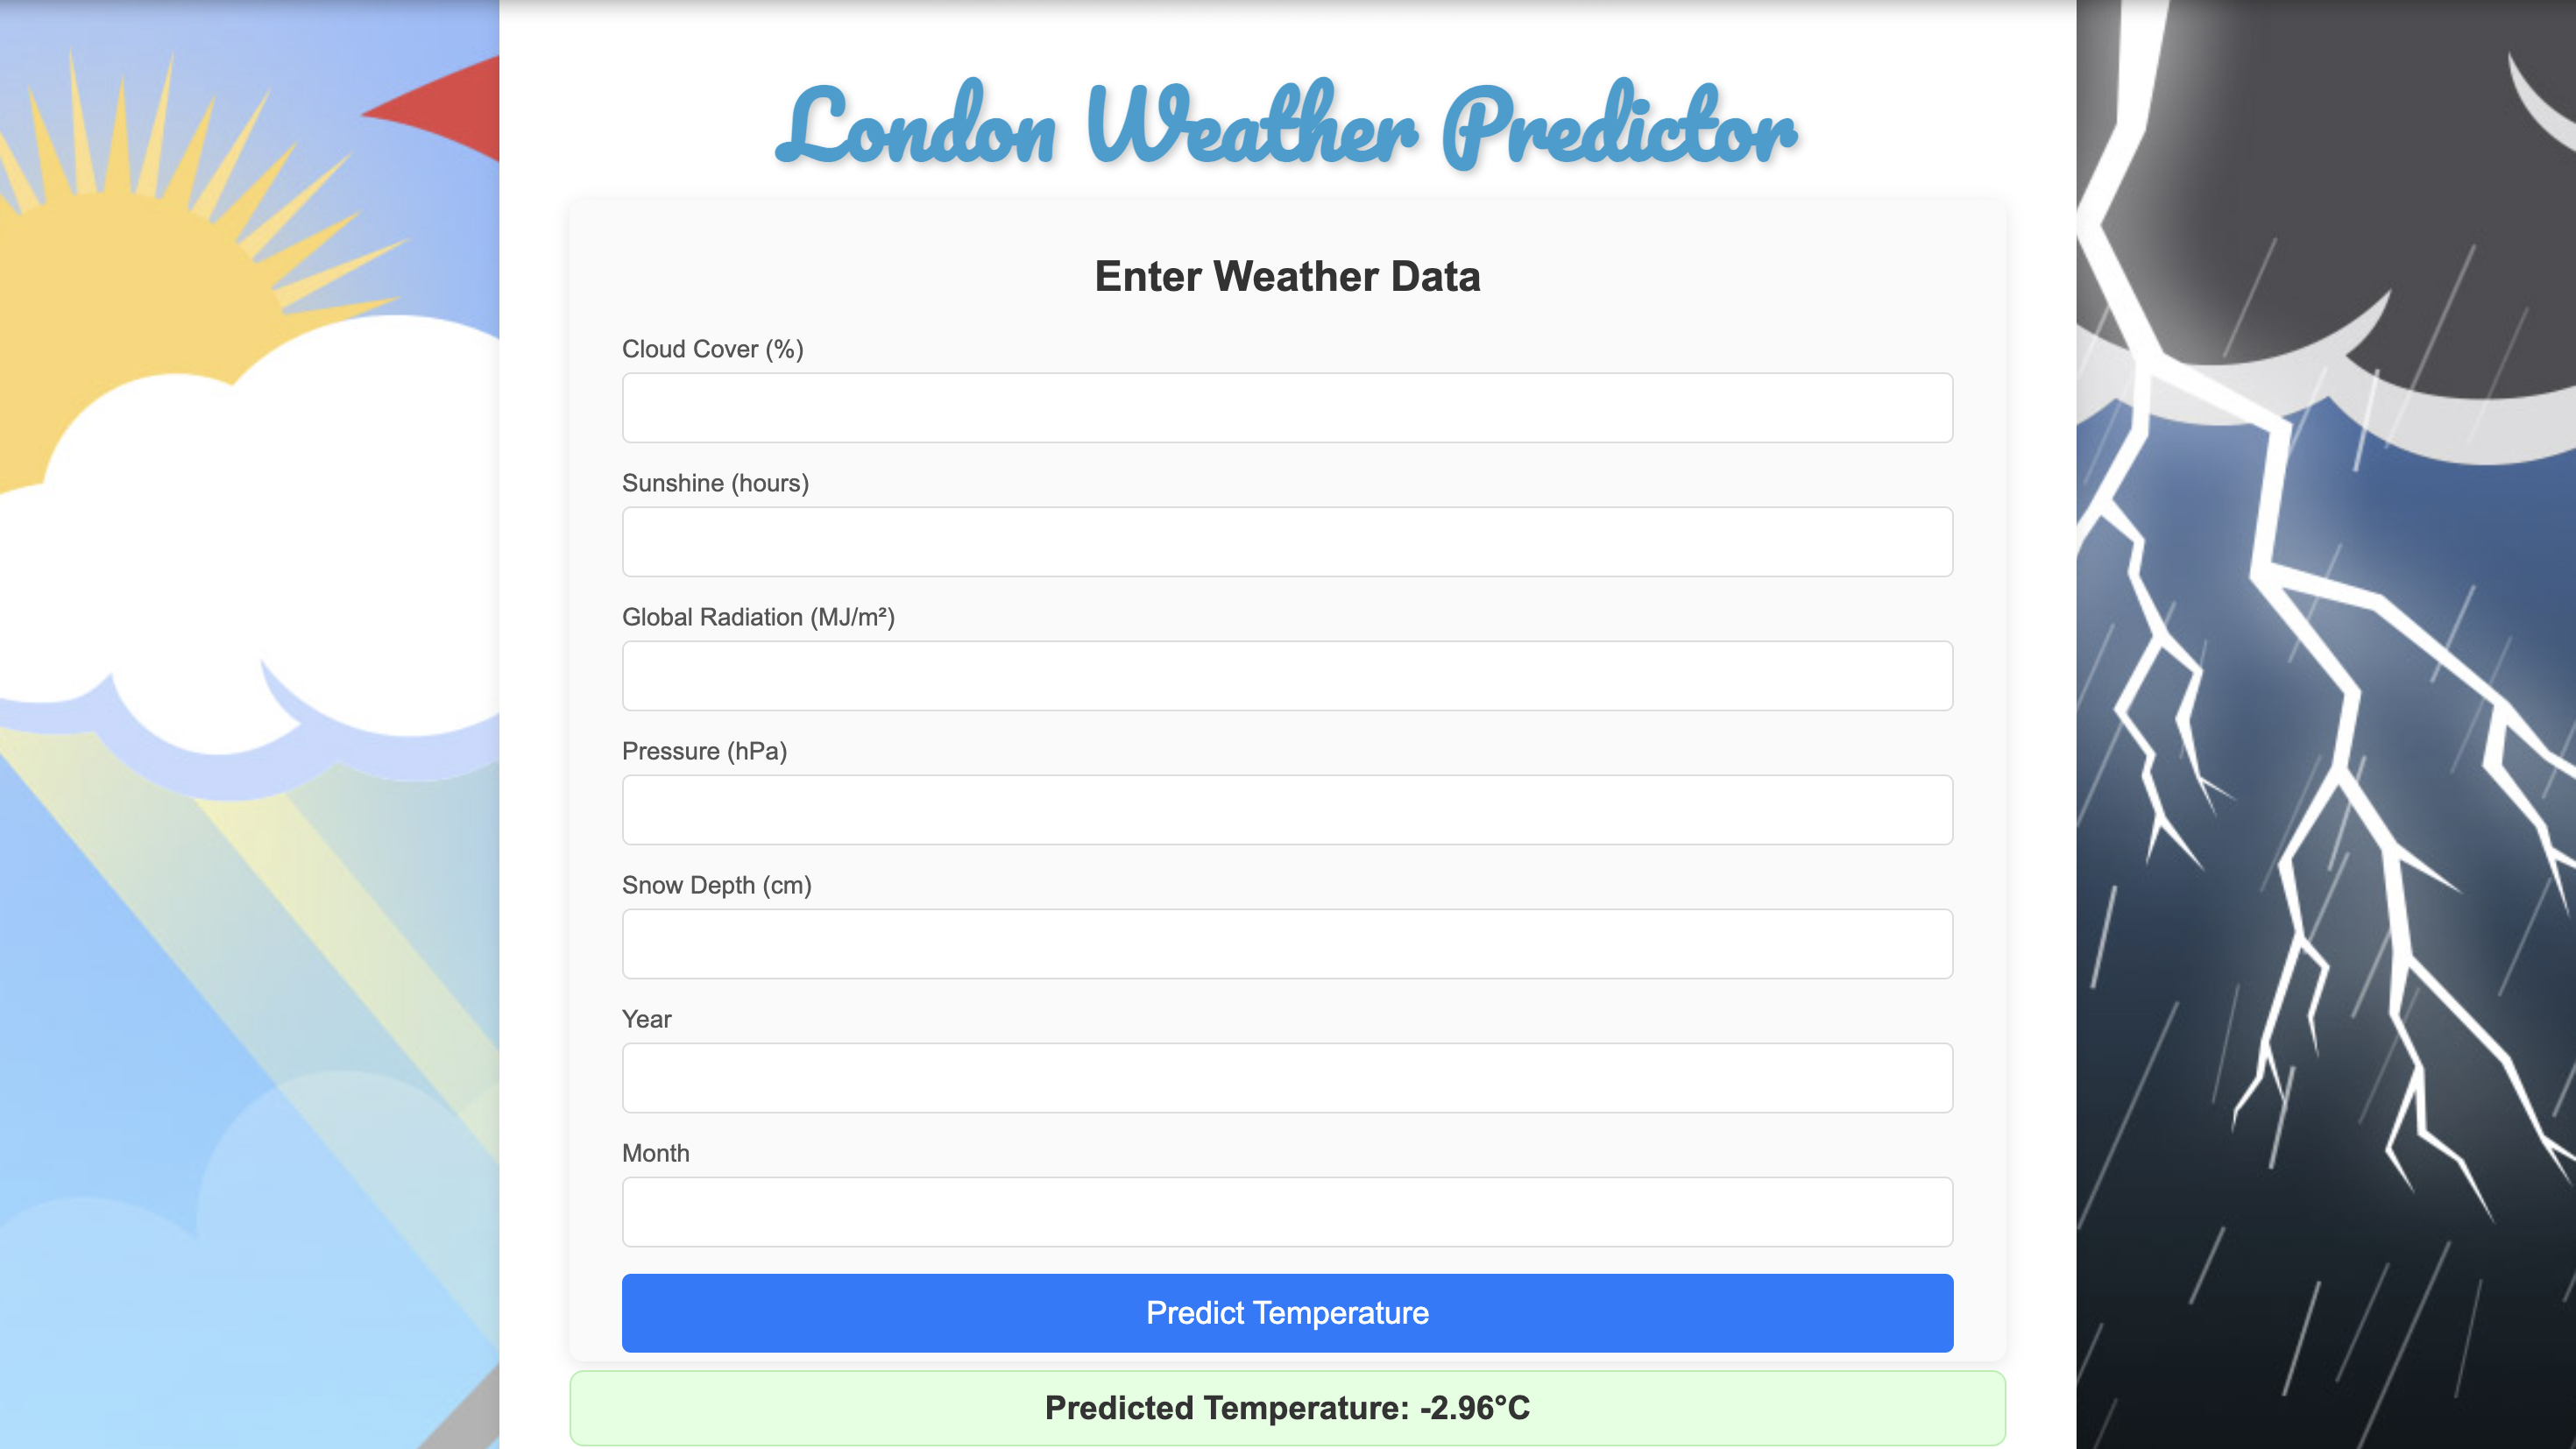 London Weather Predictor
Enter Weather Data
Cloud Cover (%)
Sunshine (hours)
Global Radiation (MJ/m²)
Pressure (hPa)
Snow Depth (cm)
Year
Month
Predict Temperature
Predicted Temperature: -2.96°C